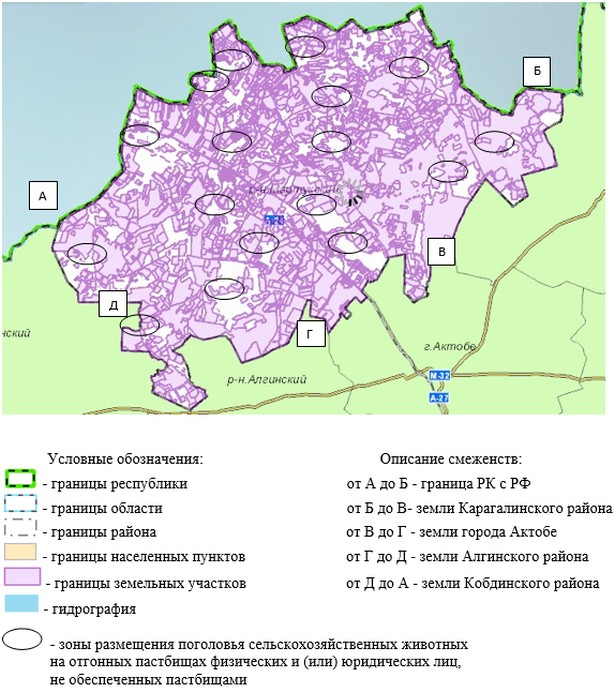 Б
А
В
Д
Г
нский
г.Актобе
р-н.Алгинский
М-32
А-27
Условные обозначения:
- границы республики
- границы области
- границы района
- границы населенных пунктов
- границы земельных участков
- гидрография
- зоны размещения поголовья сельскохозяйственных животных
на отгонных пастбищах физических и (или) юридических лиц,
не обеспеченных пастбищами
Описание смеженств:
от А до Б - граница РК с РФ
от Б до В- земли Карагалинского района
от В до Г - земли города Актобе
от Г до Д - земли Алгинского района
от Д до А - земли Кобдинского района